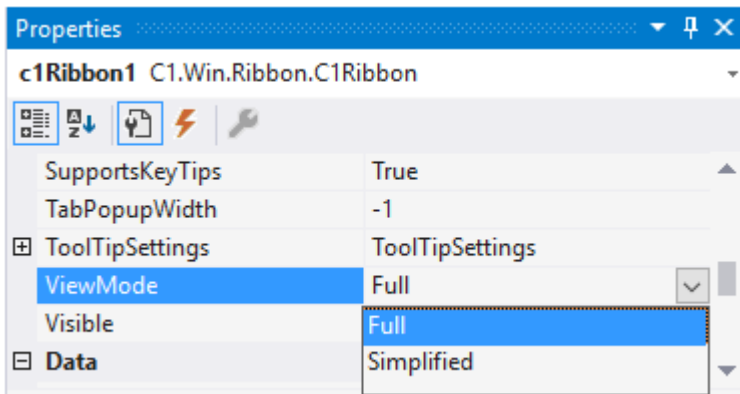 Properties
c1Ribbon1 C1.Win.Ribbon.C1Ribbon
SupportsKeyTips True
TabPopupWidth -1
ToolTipSettings ToolTipSettings
ViewMode Full
Visible Full
Data Simplified